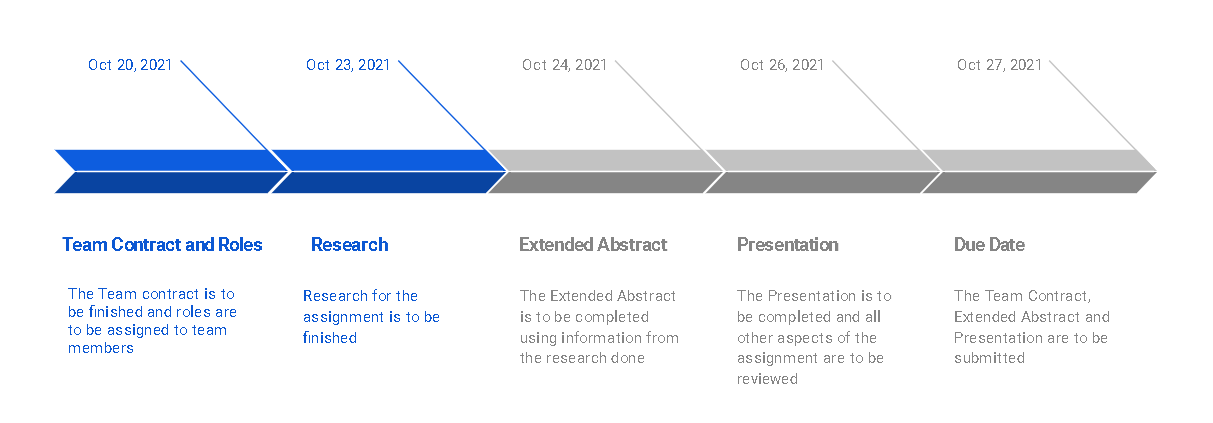 Oct 20, 2021
Oct 23, 2021
Oct 24, 2021
Oct 26, 2021
Oct 27, 2021
Team Contract and Roles
The Team contract is to
be finished and roles are
to be assigned to team
members
Research
Research for the
assignment is to be
finished
Extended Abstract
The Extended Abstract
is to be completed
using information from
the research done
Presentation
The Presentation is to
be completed and all
other aspects of the
assignment are to be
reviewed
Due Date
The Team Contract,
Extended Abstract and
Presentation are to be
submitted